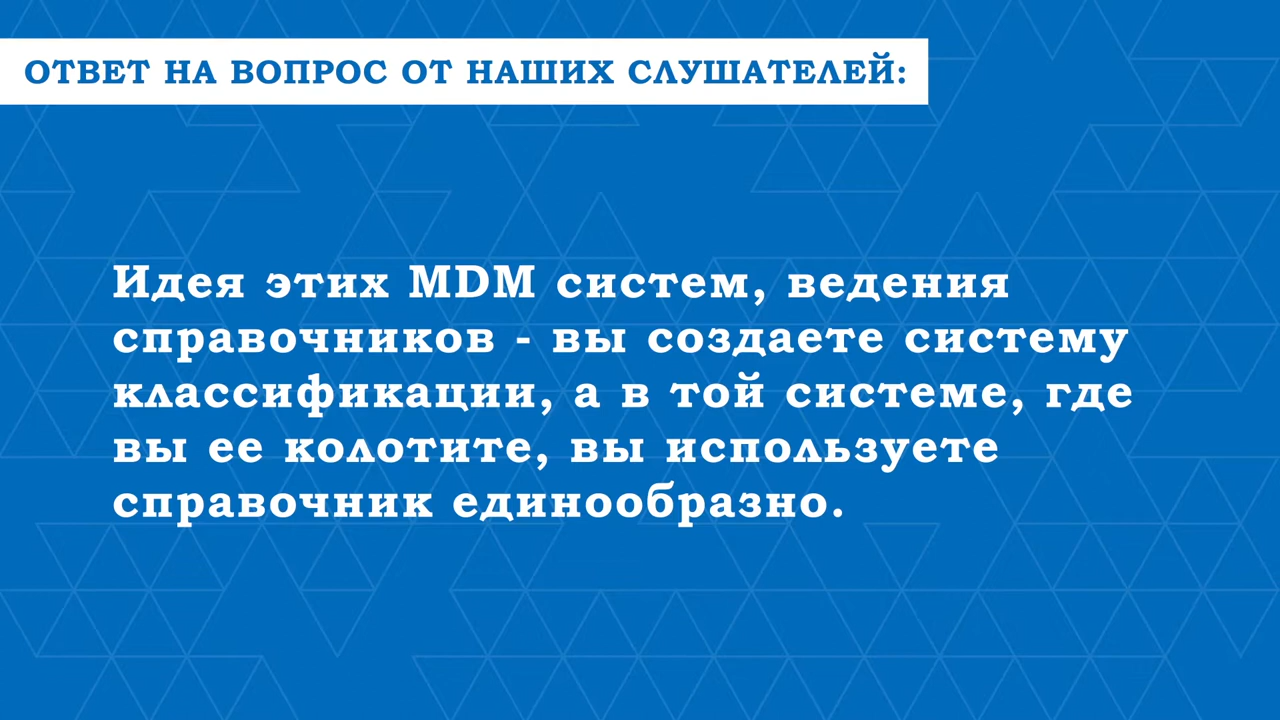 ОТВЕТ НА ВОПРОС ОТ НАШИХ СЛУШАТЕЛЕЙ:
Идея этих MDM систем, ведения
справочников - вы создаете систему
классификации, а в той системе, где
вы ее колотите, вы используете
справочник единообразно.